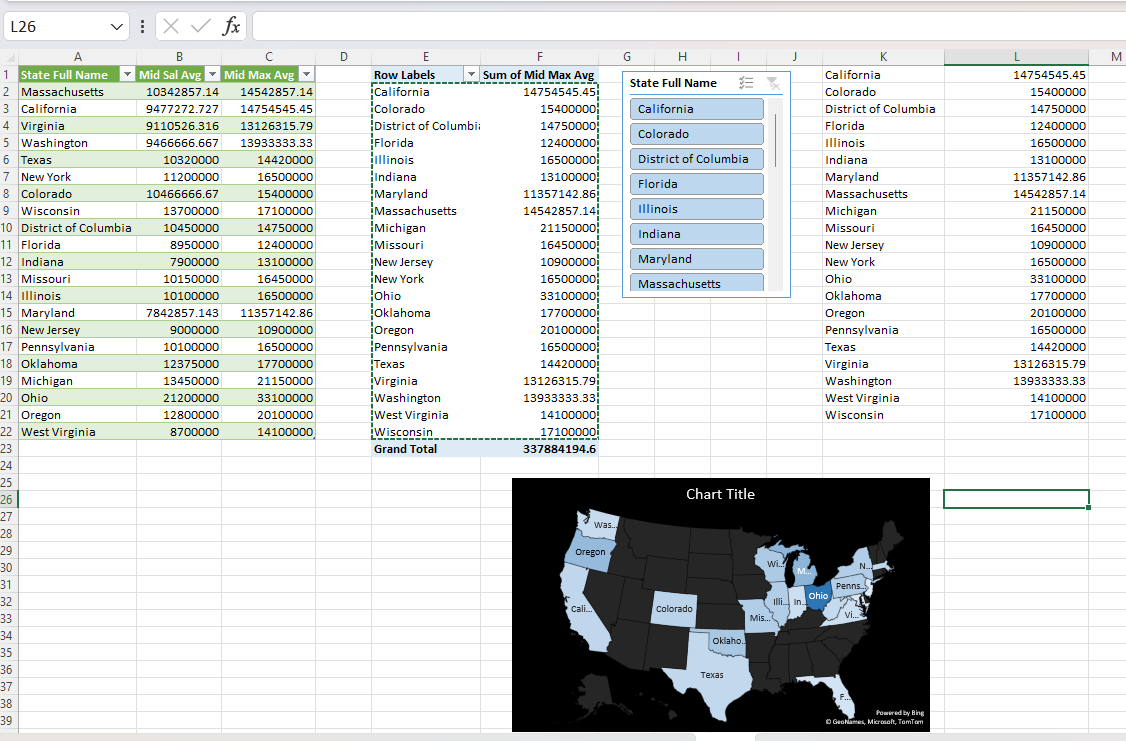 L26 fx
A B C D E F G H I J K L M
1 State Full Name Mid Sal Avg Mid Max Avg Row Labels Sum of Mid Max Avg California 14754545.45
2 Massachusetts 10342857.14 14542857.14 California 14754545.45 State Full Name Colorado 15400000
3 California 9477272.727 14754545.45 Colorado 15400000 California District of Columbia 14750000
4 Virginia 9110526.316 13126315.79 District of Columbi 14750000 Colorado Florida 12400000
5 Washington 9466666.667 13933333.33 Florida 12400000 Illinois 16500000
6 Texas 10320000 14420000 Illinois 16500000 District of Columbia Indiana 13100000
7 New York 11200000 16500000 Indiana 13100000 Florida Maryland 11357142.86
8 Colorado 10466666.67 15400000 Maryland 11357142.86 Massachusetts 14542857.14
9 Wisconsin 13700000 17100000 Massachusetts 14542857.14 Illinois Michigan 21150000
10 District of Columbia 10450000 14750000 Michigan 21150000 Indiana Missouri 16450000
11 Florida 8950000 12400000 Missouri 16450000 New Jersey 10900000
12 Indiana 7900000 13100000 New Jersey 10900000 Maryland New York 16500000
13 Missouri 10150000 16450000 New York 16500000 Massachusetts Ohio 33100000
14 Illinois 10100000 16500000 Ohio 33100000 Oklahoma 17700000
15 Maryland 7842857.143 11357142.86 Oklahoma 17700000 Oregon 20100000
16 New Jersey 9000000 10900000 Oregon 20100000 Pennsylvania 16500000
17 Pennsylvania 10100000 16500000 Pennsylvania 16500000 Texas 14420000
18 Oklahoma 12375000 17700000 Texas 14420000 Virginia 13126315.79
19 Michigan 13450000 21150000 Virginia 13126315.79 Washington 13933333.33
20 Ohio 21200000 33100000 Washington 13933333.33 West Virginia 14100000
21 Oregon 12800000 20100000 West Virginia 14100000 Wisconsin 17100000
22 West Virginia 8700000 14100000 Wisconsin 17100000
23 Grand Total 337884194.6
24
25
26 Chart Title
27
28 Was...
29
30 Oregon Wi... N...
31 M... Penns...
32 Ohio
33 Cali... Colorado Illi... In...
34 Mis... Vi...
35 Oklaho...
36
37 Texas
38 F...
39 Powered by Bing
© GeoNames, Microsoft, TomTom